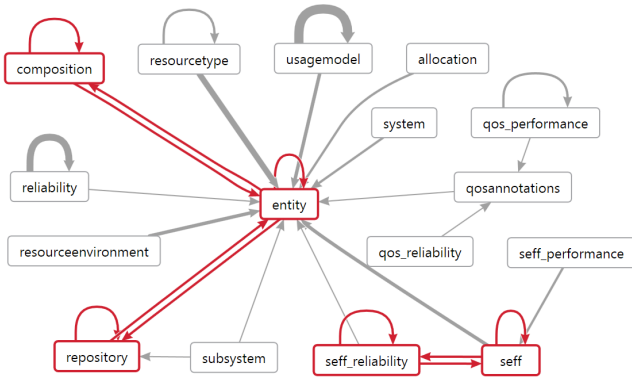 composition
resourcetype
usagemodel
allocation
system
qos_performance
reliability
entity
qosannotations
resourceenvironment
qos_reliability
seff_performance
repository
subsystem
seff_reliability
seff